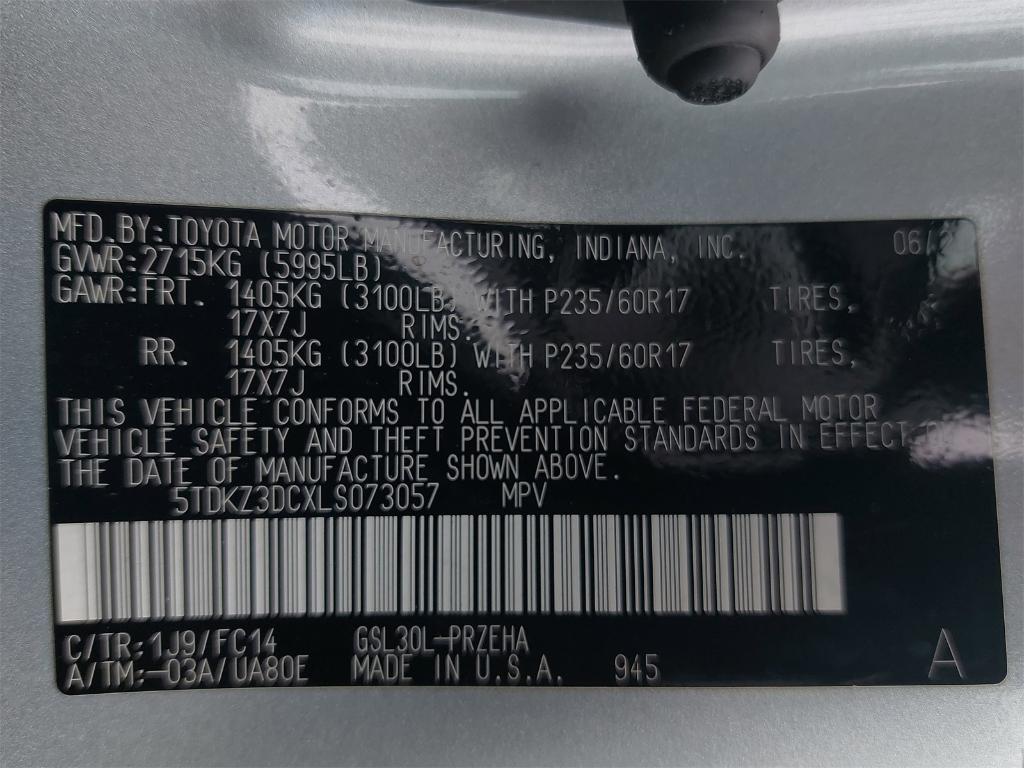 MFD. BY: TOYOTA MOTOR MANUFACTURING, INDIANA, INC. 06/2
GVWR: 2715KG (5995LB)
GAWR: FRT. 1405KG (3100LB) WITH P235/60R17 TIRES,
17X7J RIMS.
RR. 1405KG (3100LB) WITH P235/60R17 TIRES,
17X7J RIMS.
THIS VEHICLE CONFORMS TO ALL APPLICABLE FEDERAL MOTOR
VEHICLE SAFETY AND THEFT PREVENTION STANDARDS IN EFFECT ON
THE DATE OF MANUFACTURE SHOWN ABOVE.
5TDKZ3DCXLS073057 MPV
C/TR: 1J9/FC14 GSL30L-PRZEHA
A/TM: -03A/UA80E MADE IN U.S.A. 945 A